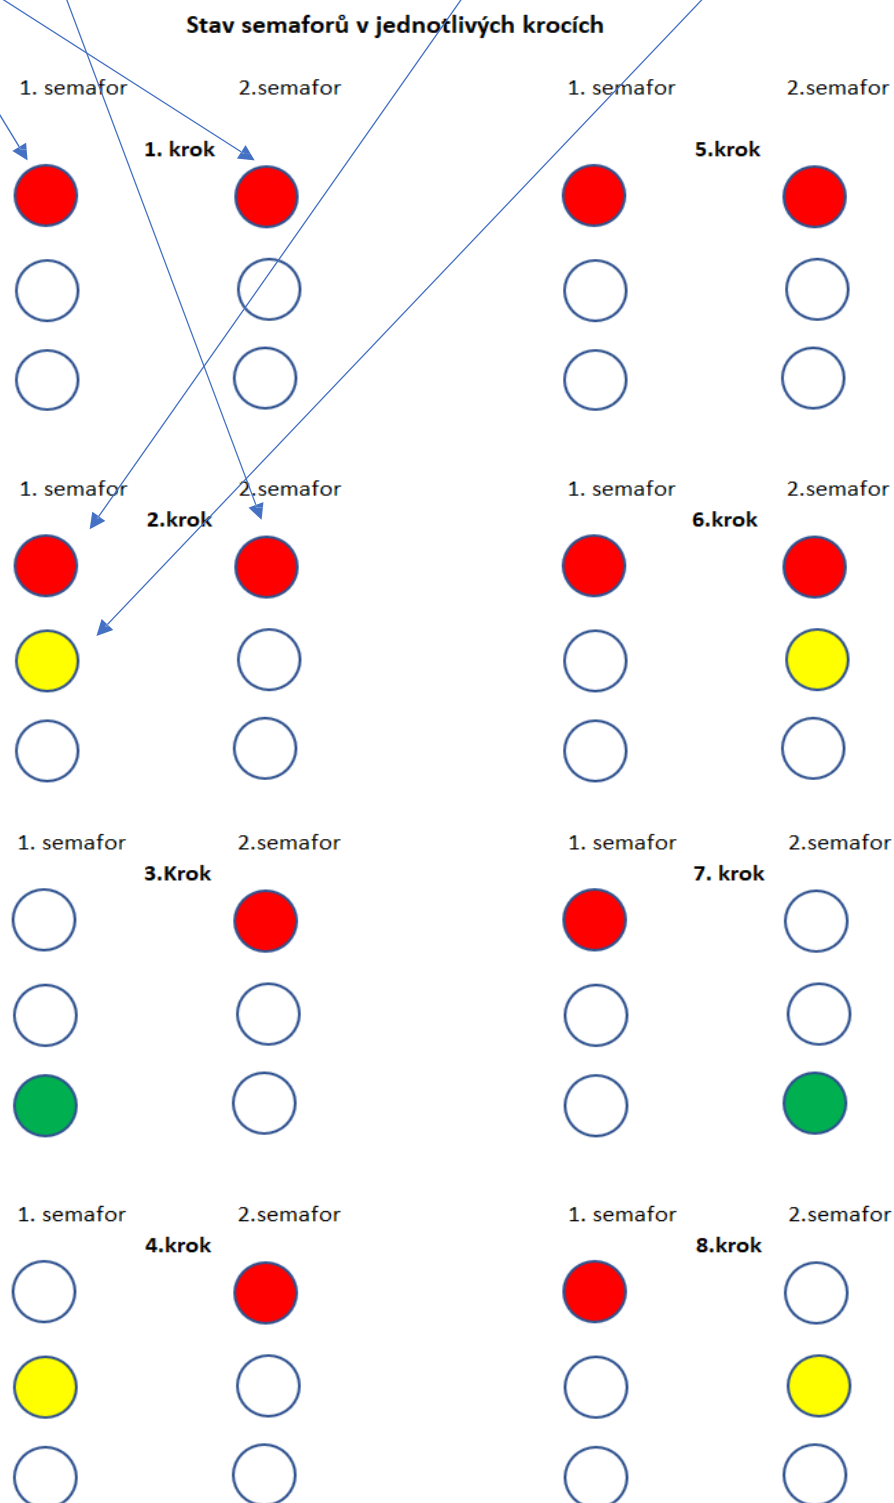 Stav semaforů v jednotlivých krocích
1. semafor 2.semafor 1. semafor 2.semafor
1. krok 5.krok
1. semafor 2.semafor 1. semafor 2.semafor
2.krok 6.krok
1. semafor 2.semafor 1. semafor 2.semafor
3.Krok 7. krok
1. semafor 2.semafor 1. semafor 2.semafor
4.krok 8.krok